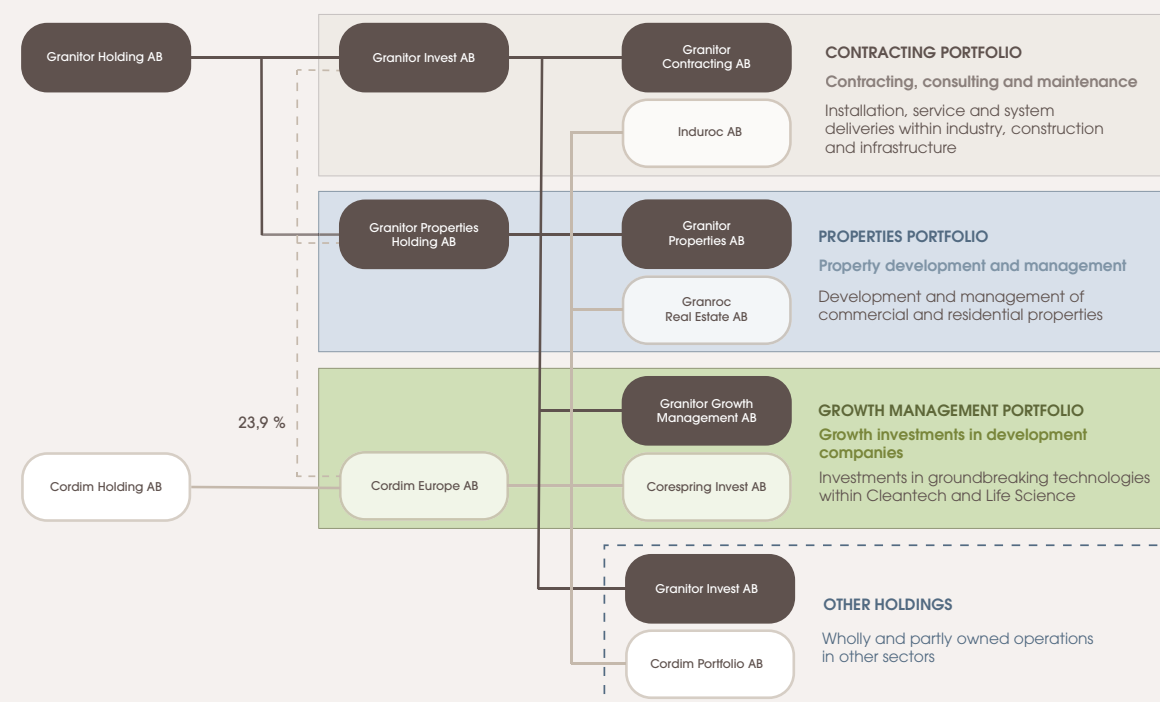 Granitor Holding AB
Granitor Invest AB
Granitor
Contracting AB
CONTRACTING PORTFOLIO
Contracting, consulting and maintenance
Installation, service and system
deliveries within industry, construction
and infrastructure
Induroc AB
Granitor Properties
Holding AB
Granitor
Properties AB
PROPERTIES PORTFOLIO
Property development and management
Development and management of
commercial and residential properties
Granroc
Real Estate AB
Granitor Growth
Management AB
GROWTH MANAGEMENT PORTFOLIO
Growth investments in development
companies
Investments in groundbreaking technologies
within Cleantech and Life Science
23,9 %
Cordim Holding AB
Cordim Europe AB
Corespring Invest AB
Granitor Invest AB
OTHER HOLDINGS
Wholly and partly owned operations
in other sectors
Cordim Portfolio AB